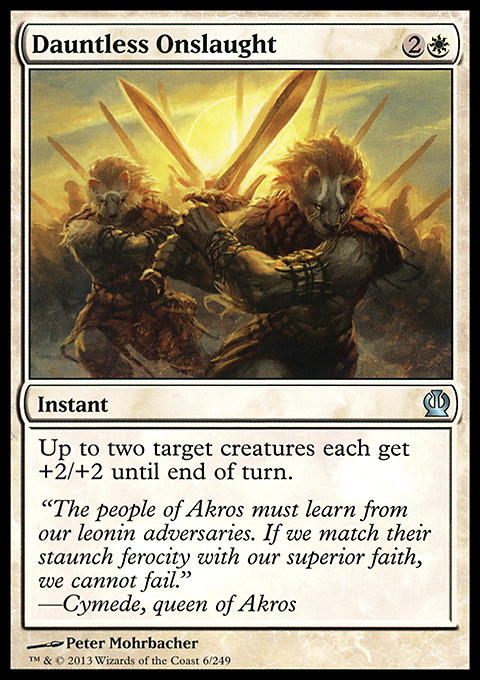 Dauntless Onslaught 2
Instant
Up to two target creatures each get
+2/+2 until end of turn.
“The people of Akros must learn from
our leonin adversaries. If we match their
staunch ferocity with our superior faith,
we cannot fail.”
—Cymede, queen of Akros
Peter Mohrbacher
™ & © 2013 Wizards of the Coast 6/249